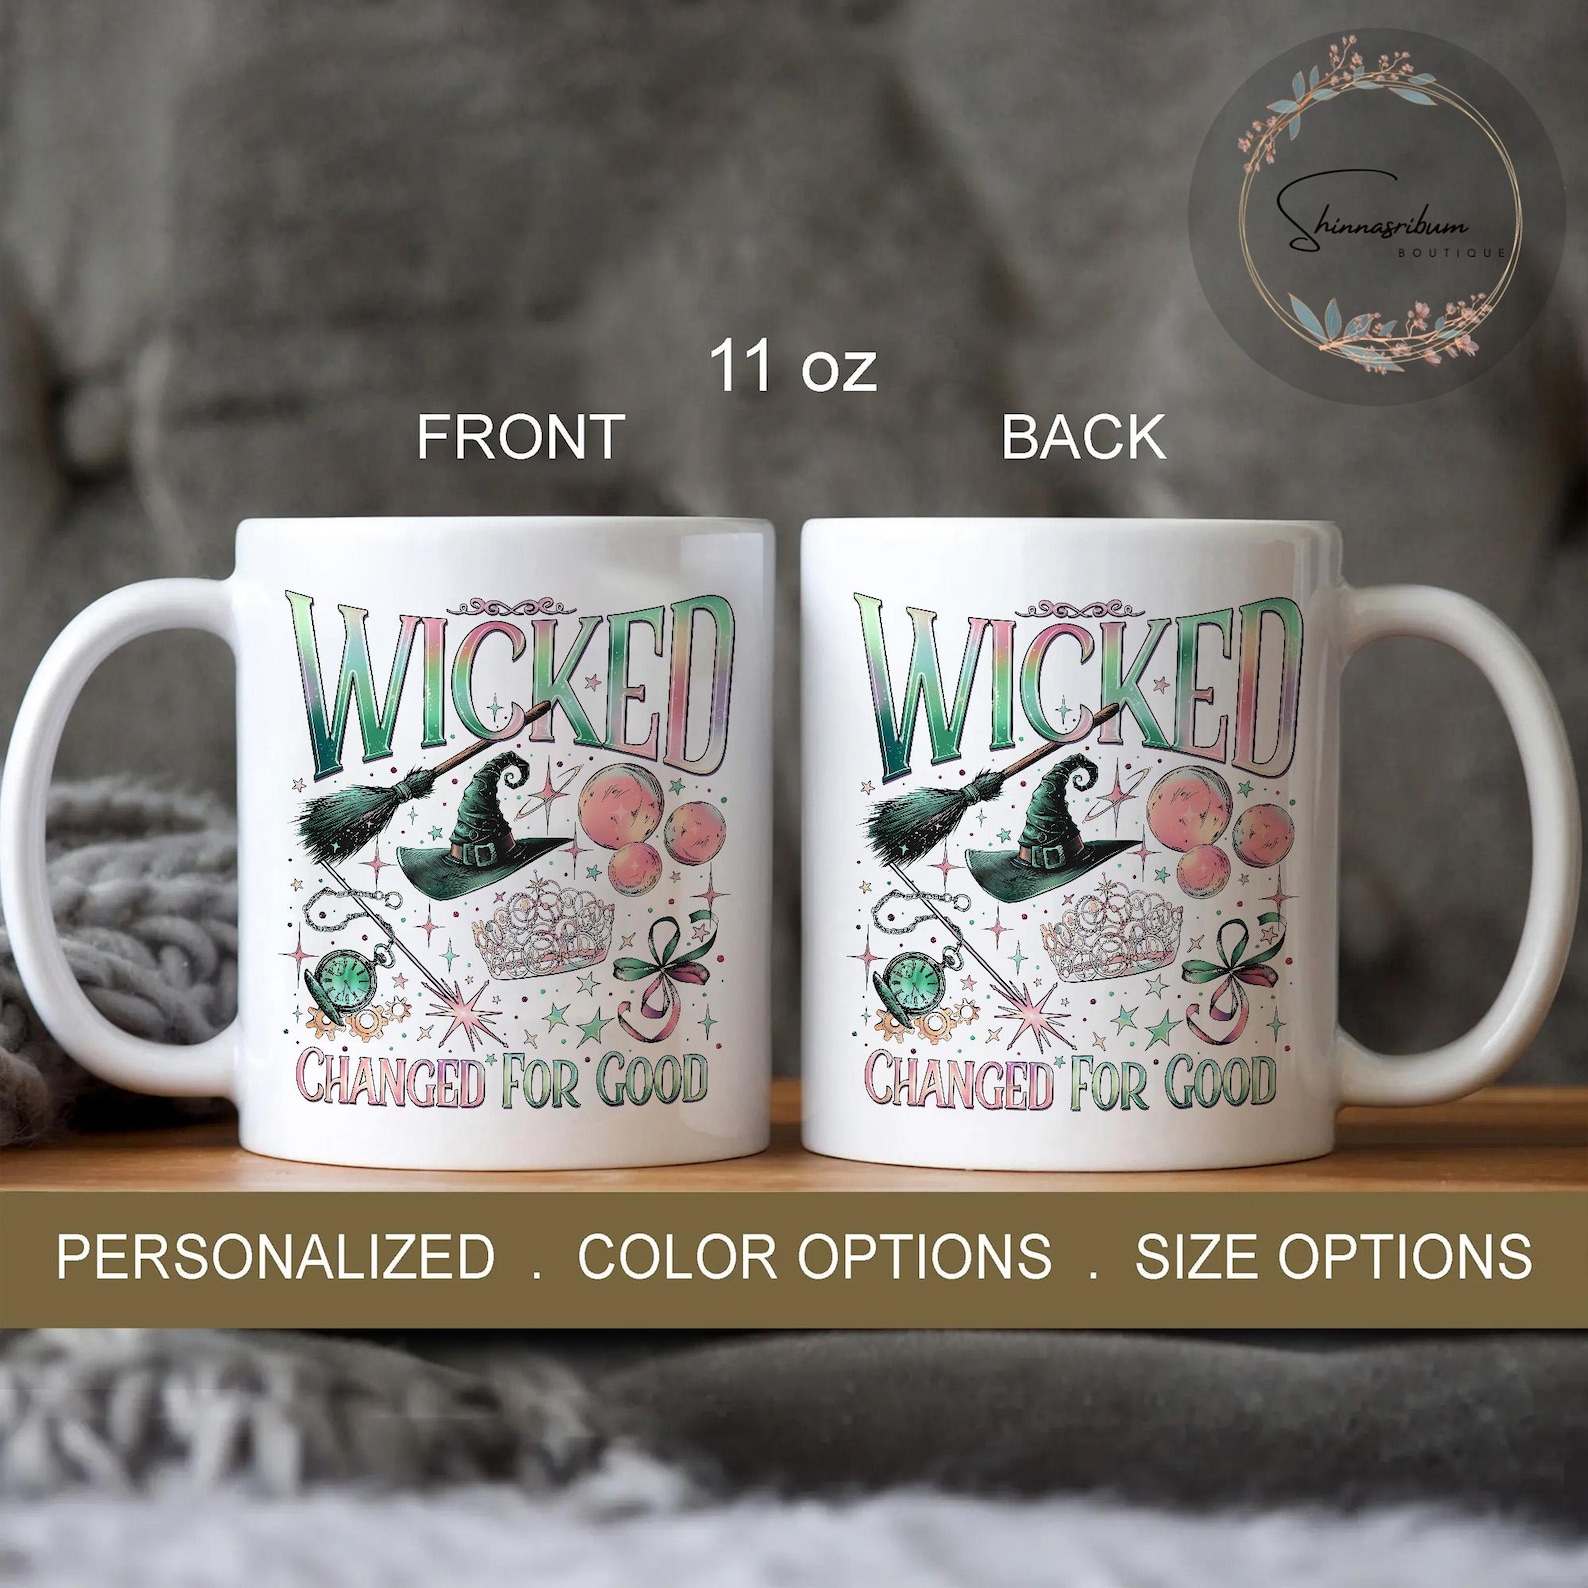 Shinnasribum
BOUTIQUE
11 oz
FRONT
BACK
WICKED
CHANGED FOR GOOD
WICKED
CHANGED FOR GOOD
PERSONALIZED . COLOR OPTIONS . SIZE OPTIONS